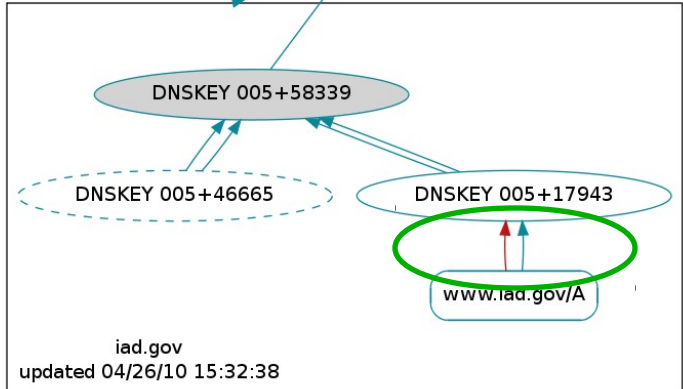 DNSKEY 005+58339
DNSKEY 005+46665
DNSKEY 005+17943
www.iad.gov/A
iad.gov
updated 04/26/10 15:32:38